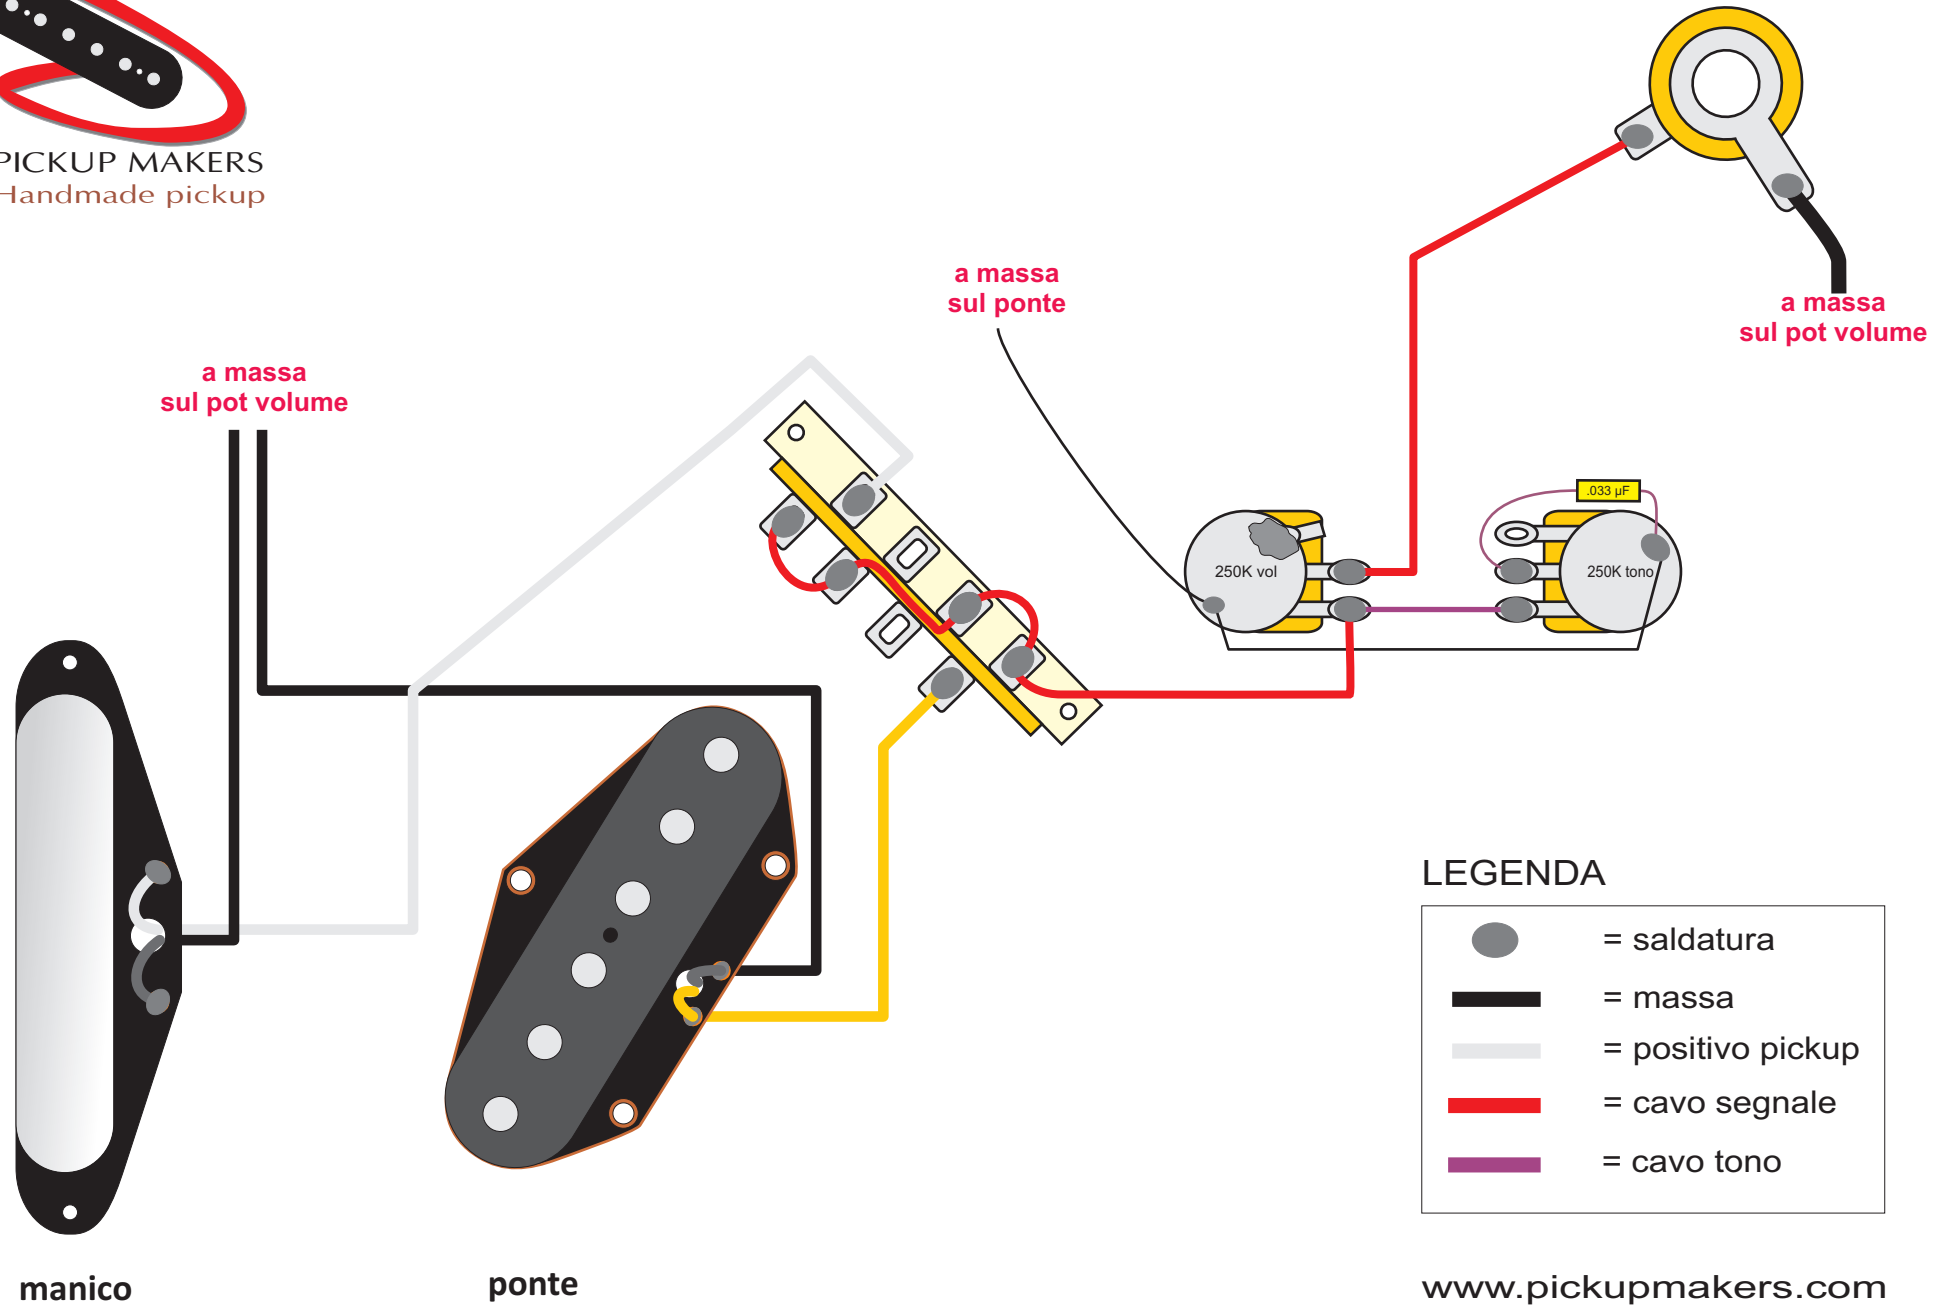 PICKUP MAKERS
Handmade pickup
a massa
sul ponte
a massa
sul pot volume
a massa
sul pot volume
.033 µF
250K vol
250K tono
LEGENDA
= saldatura
= massa
= positivo pickup
= cavo segnale
= cavo tono
manico
ponte
www.pickupmakers.com